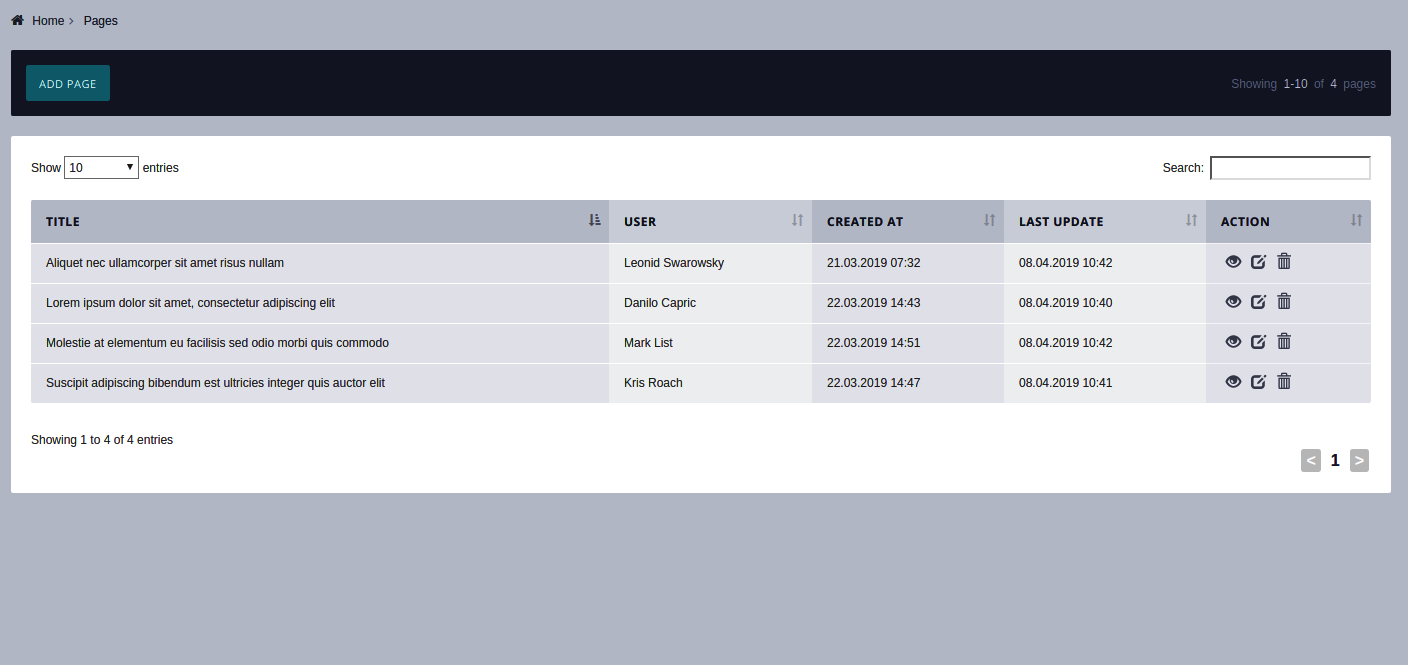 Home > Pages
ADD PAGE Showing 1-10 of 4 pages
Show 10 entries Search:
TITLE USER CREATED AT LAST UPDATE ACTION
Aliquet nec ullamcorper sit amet risus nullam Leonid Swarowsky 21.03.2019 07:32 08.04.2019 10:42
Lorem ipsum dolor sit amet, consectetur adipiscing elit Danilo Capric 22.03.2019 14:43 08.04.2019 10:40
Molestie at elementum eu facilisis sed odio morbi quis commodo Mark List 22.03.2019 14:51 08.04.2019 10:42
Suscipit adipiscing bibendum est ultricies integer quis auctor elit Kris Roach 22.03.2019 14:47 08.04.2019 10:41
Showing 1 to 4 of 4 entries
< 1 >